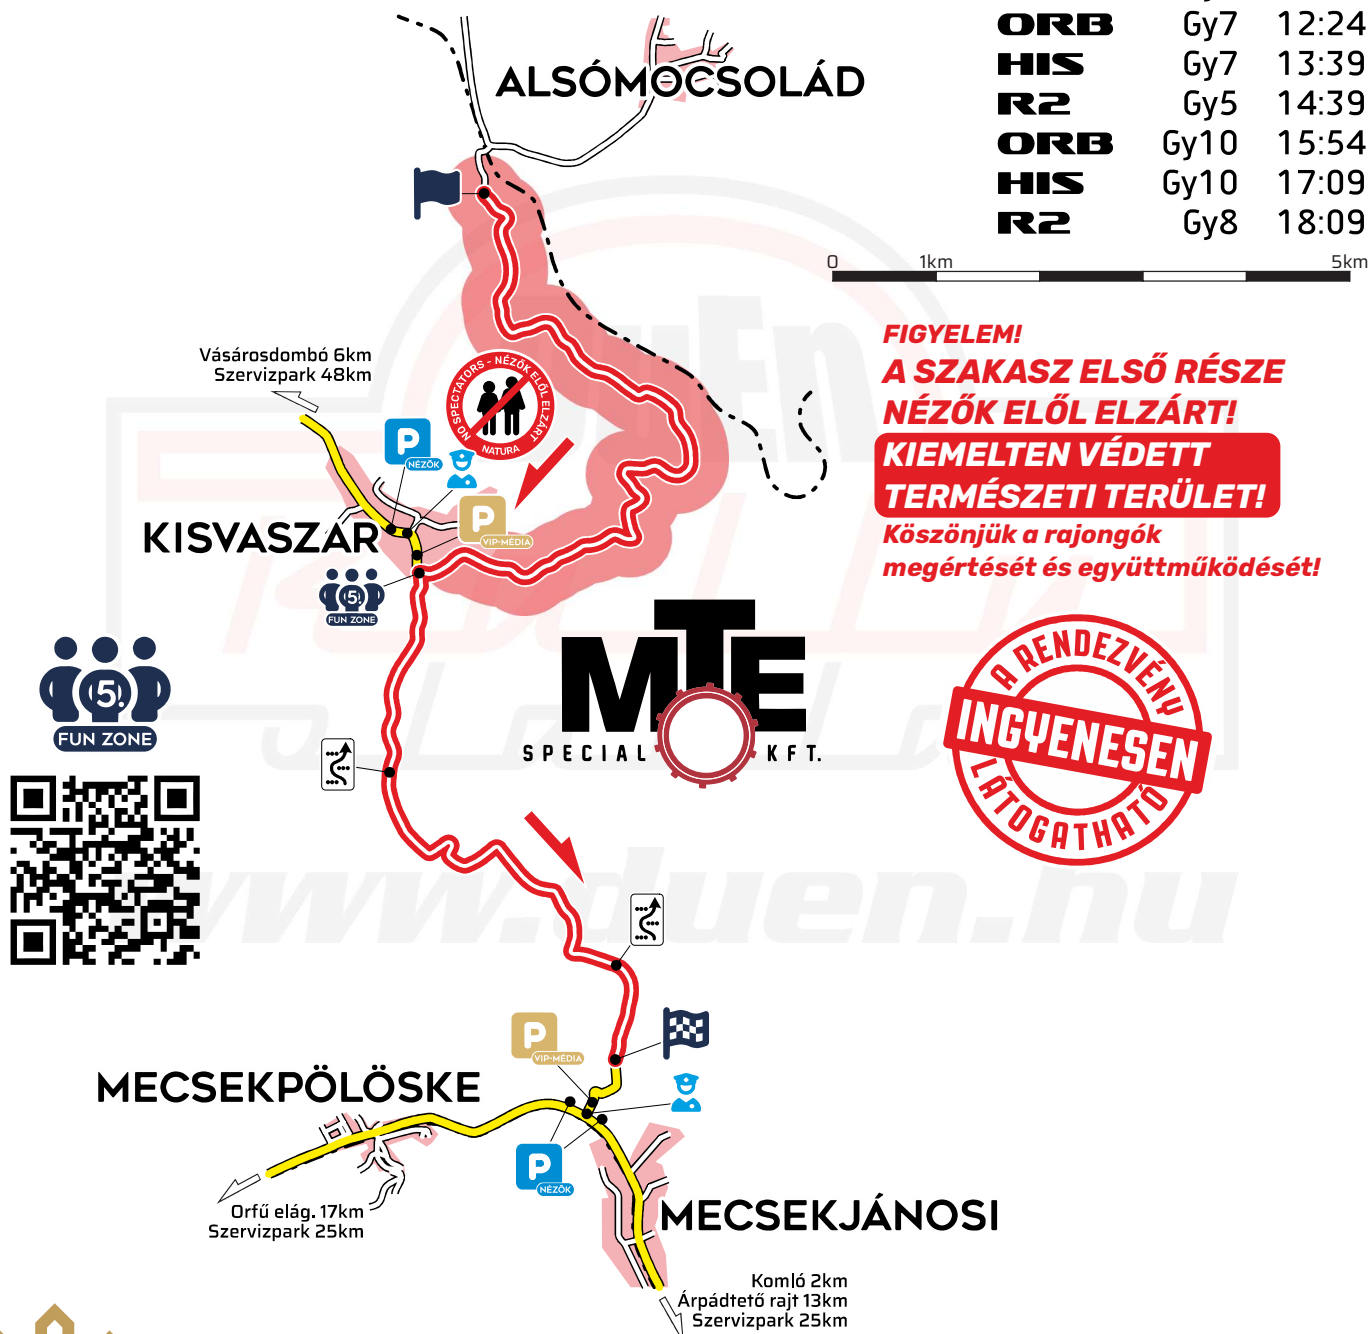 ORB Gy7 12:24
HIS Gy7 13:39
R2 Gy5 14:39
ORB Gy10 15:54
HIS Gy10 17:09
R2 Gy8 18:09
0 1km 5km
ALSÓMOCSOLÁD
FIGYELEM!
A SZAKASZ ELSŐ RÉSZE
NÉZŐK ELŐL ELZÁRT!
KIEMELTEN VÉDETT
TERMÉSZETI TERÜLET!
Köszönjük a rajongók
megértését és együttműködését!
Vásárosdombó 6km
Szervizpark 48km
NO SPECTATORS - NÉZŐK ELŐL ELZÁRT
NATURA
P
NÉZŐK
P
VIP-MÉDIA
KISVASZAR
5.
FUN ZONE
5.
FUN ZONE
MTE
SPECIAL KFT.
A RENDEZVÉNY
INGYENESEN
LÁTOGATHATÓ
www.duen.hu
P
VIP-MÉDIA
MECSEKPÖLÖSKE
P
NÉZŐK
Orfű elág. 17km
Szervizpark 25km
MECSEKJÁNOSI
Komló 2km
Árpádtető rajt 13km
Szervizpark 25km